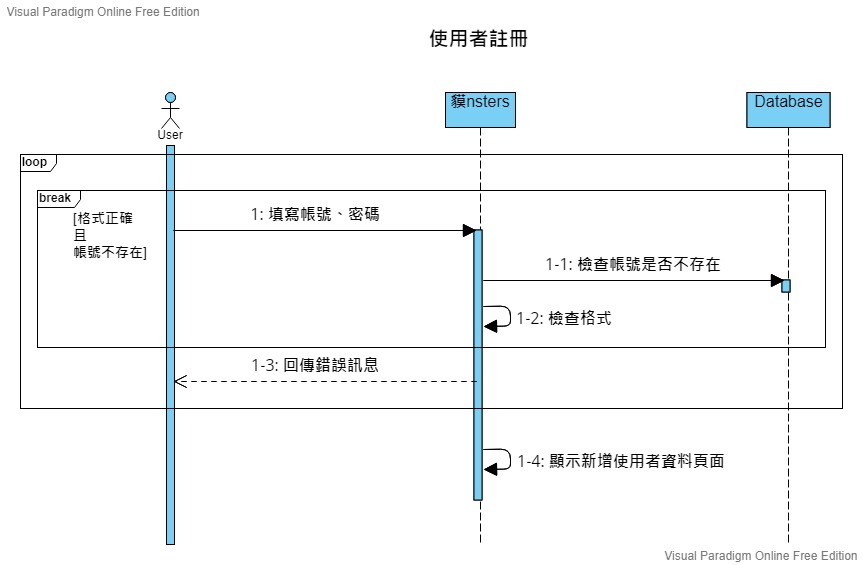 Visual Paradigm Online Free Edition
使用者註冊
User
貘nsters
Database
loop
break
[格式正確
且
帳號不存在]
1: 填寫帳號、密碼
1-1: 檢查帳號是否不存在
1-2: 檢查格式
1-3: 回傳錯誤訊息
1-4: 顯示新增使用者資料頁面
Visual Paradigm Online Free Edition